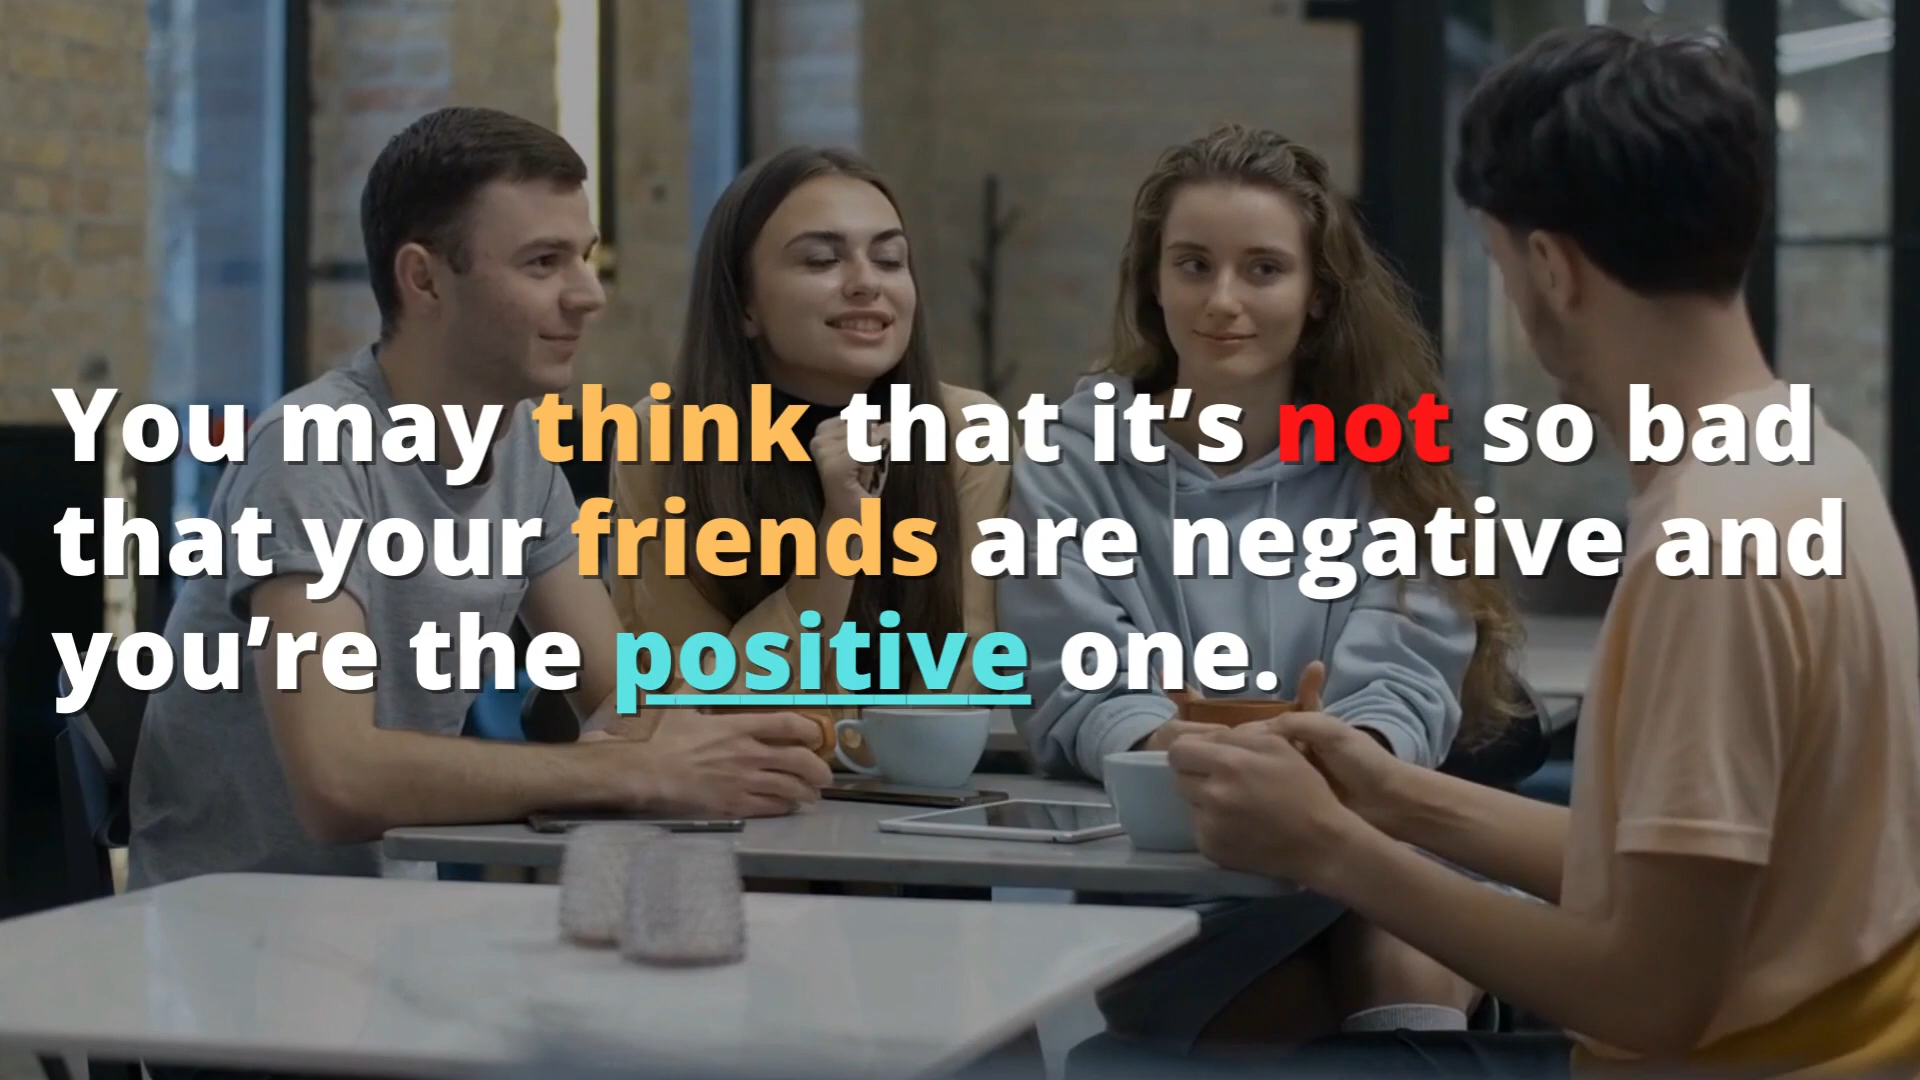 You may think that it’s not so bad
that your friends are negative and
you’re the positive one.